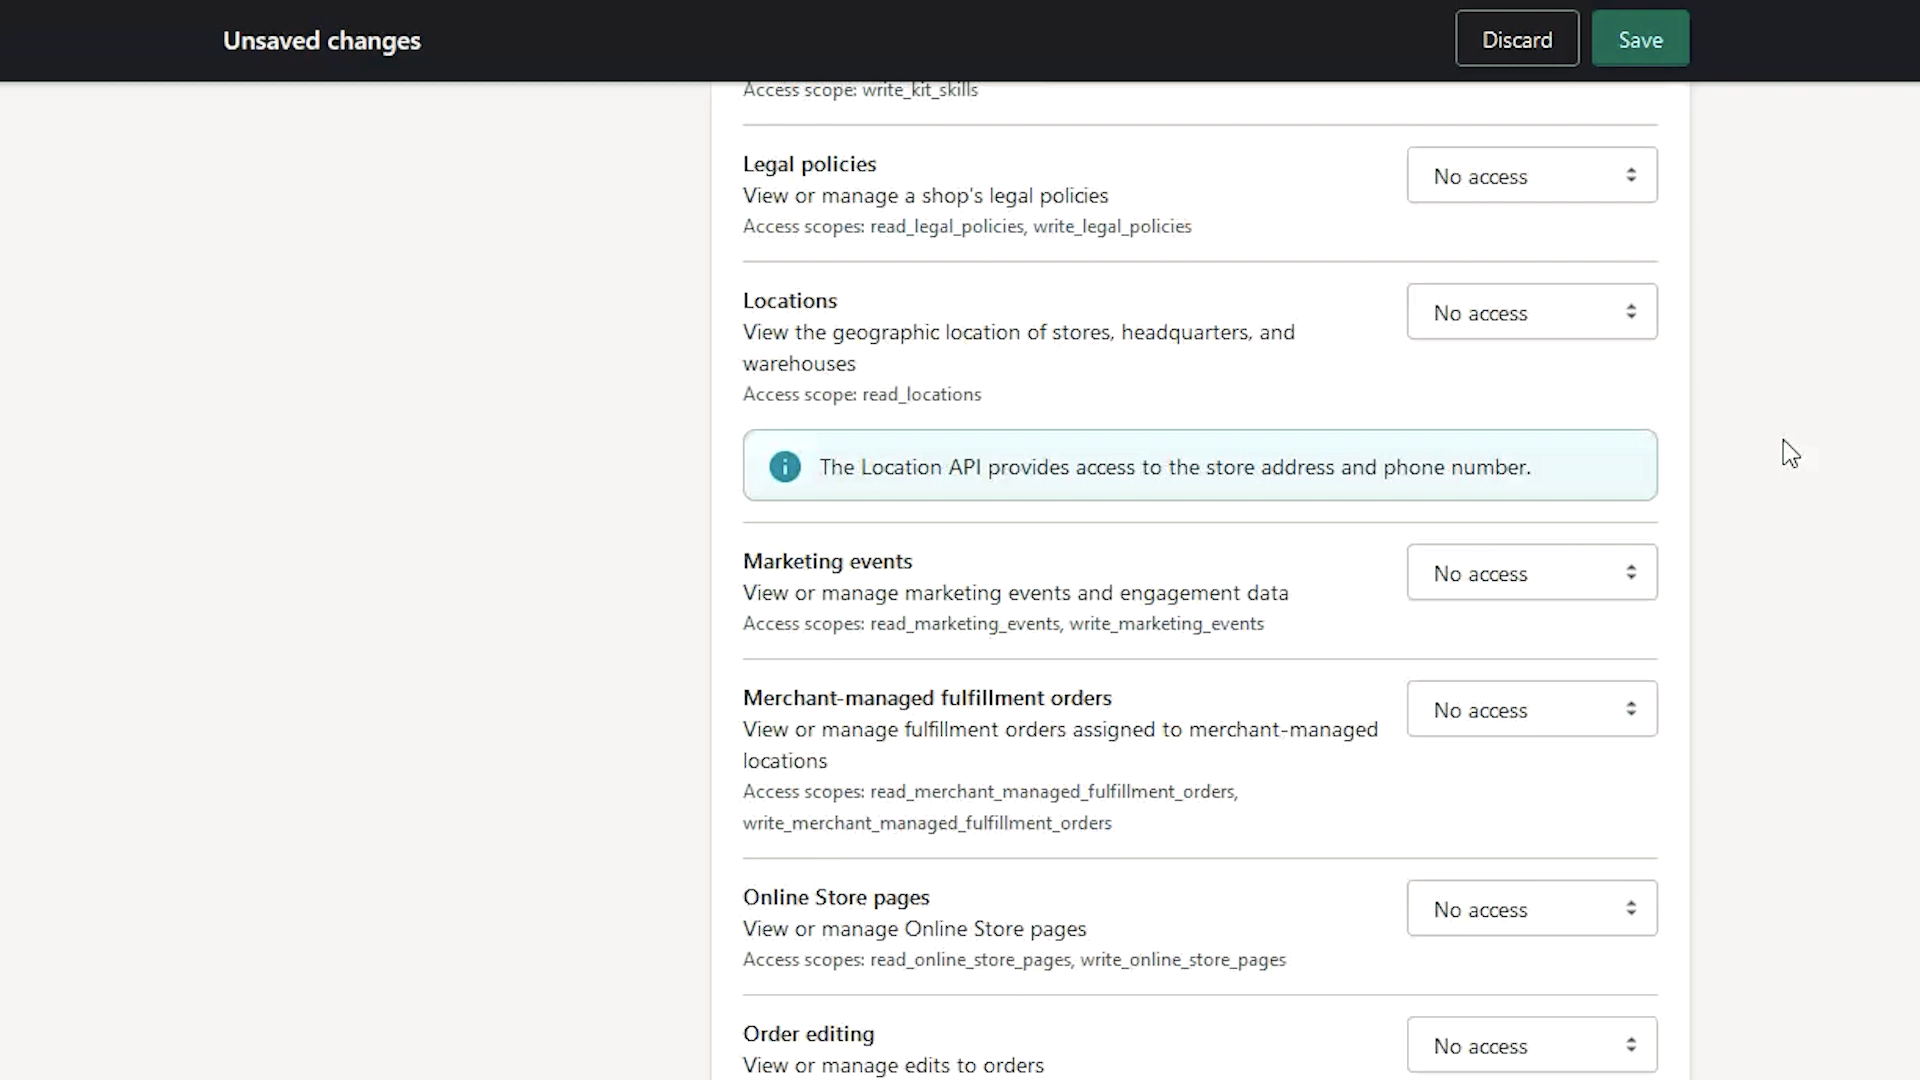 Unsaved changes
Discard
Save
Access scope: write_kit_skills
Legal policies
No access
View or manage a shop's legal policies
Access scopes: read_legal_policies, write_legal_policies
Locations
No access
View the geographic location of stores, headquarters, and
warehouses
Access scope: read_locations
The Location API provides access to the store address and phone number.
Marketing events
No access
View or manage marketing events and engagement data
Access scopes: read_marketing_events, write_marketing_events
Merchant-managed fulfillment orders
No access
View or manage fulfillment orders assigned to merchant-managed
locations
Access scopes: read_merchant_managed_fulfillment_orders,
write_merchant_managed_fulfillment_orders
Online Store pages
No access
View or manage Online Store pages
Access scopes: read_online_store_pages, write_online_store_pages
Order editing
No access
View or manage edits to orders